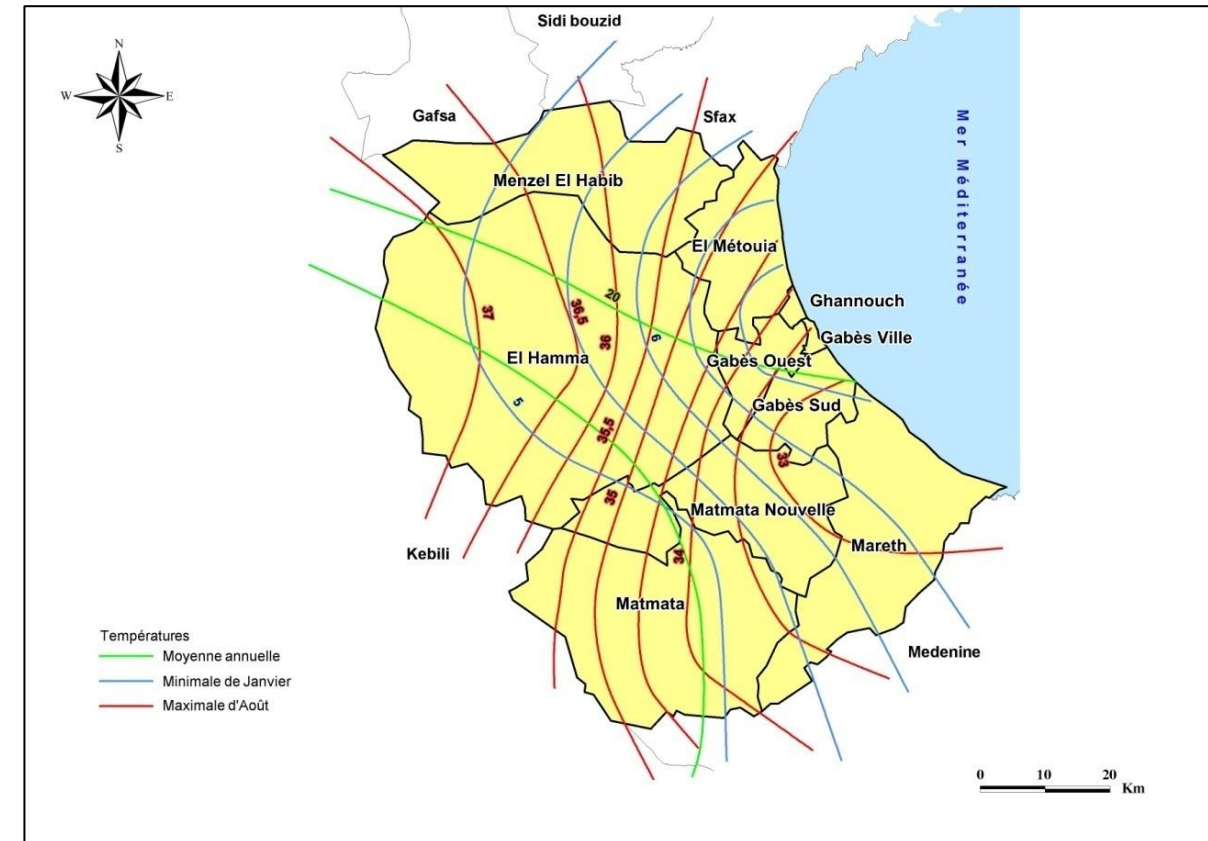 Sidi bouzid
N
W
E
S
Gafsa
Sfax
Mer Méditerranée
Menzel El Habib
El Métouia
20
Ghannouch
37
36,5
36
6
Gabès Ville
El Hamma
Gabès Ouest
5
Gabès Sud
35,5
33
35
Matmata Nouvelle
Kebili
34
Mareth
Matmata
Températures
Moyenne annuelle
Medenine
Minimale de Janvier
Maximale d'Août
0 10 20
Km